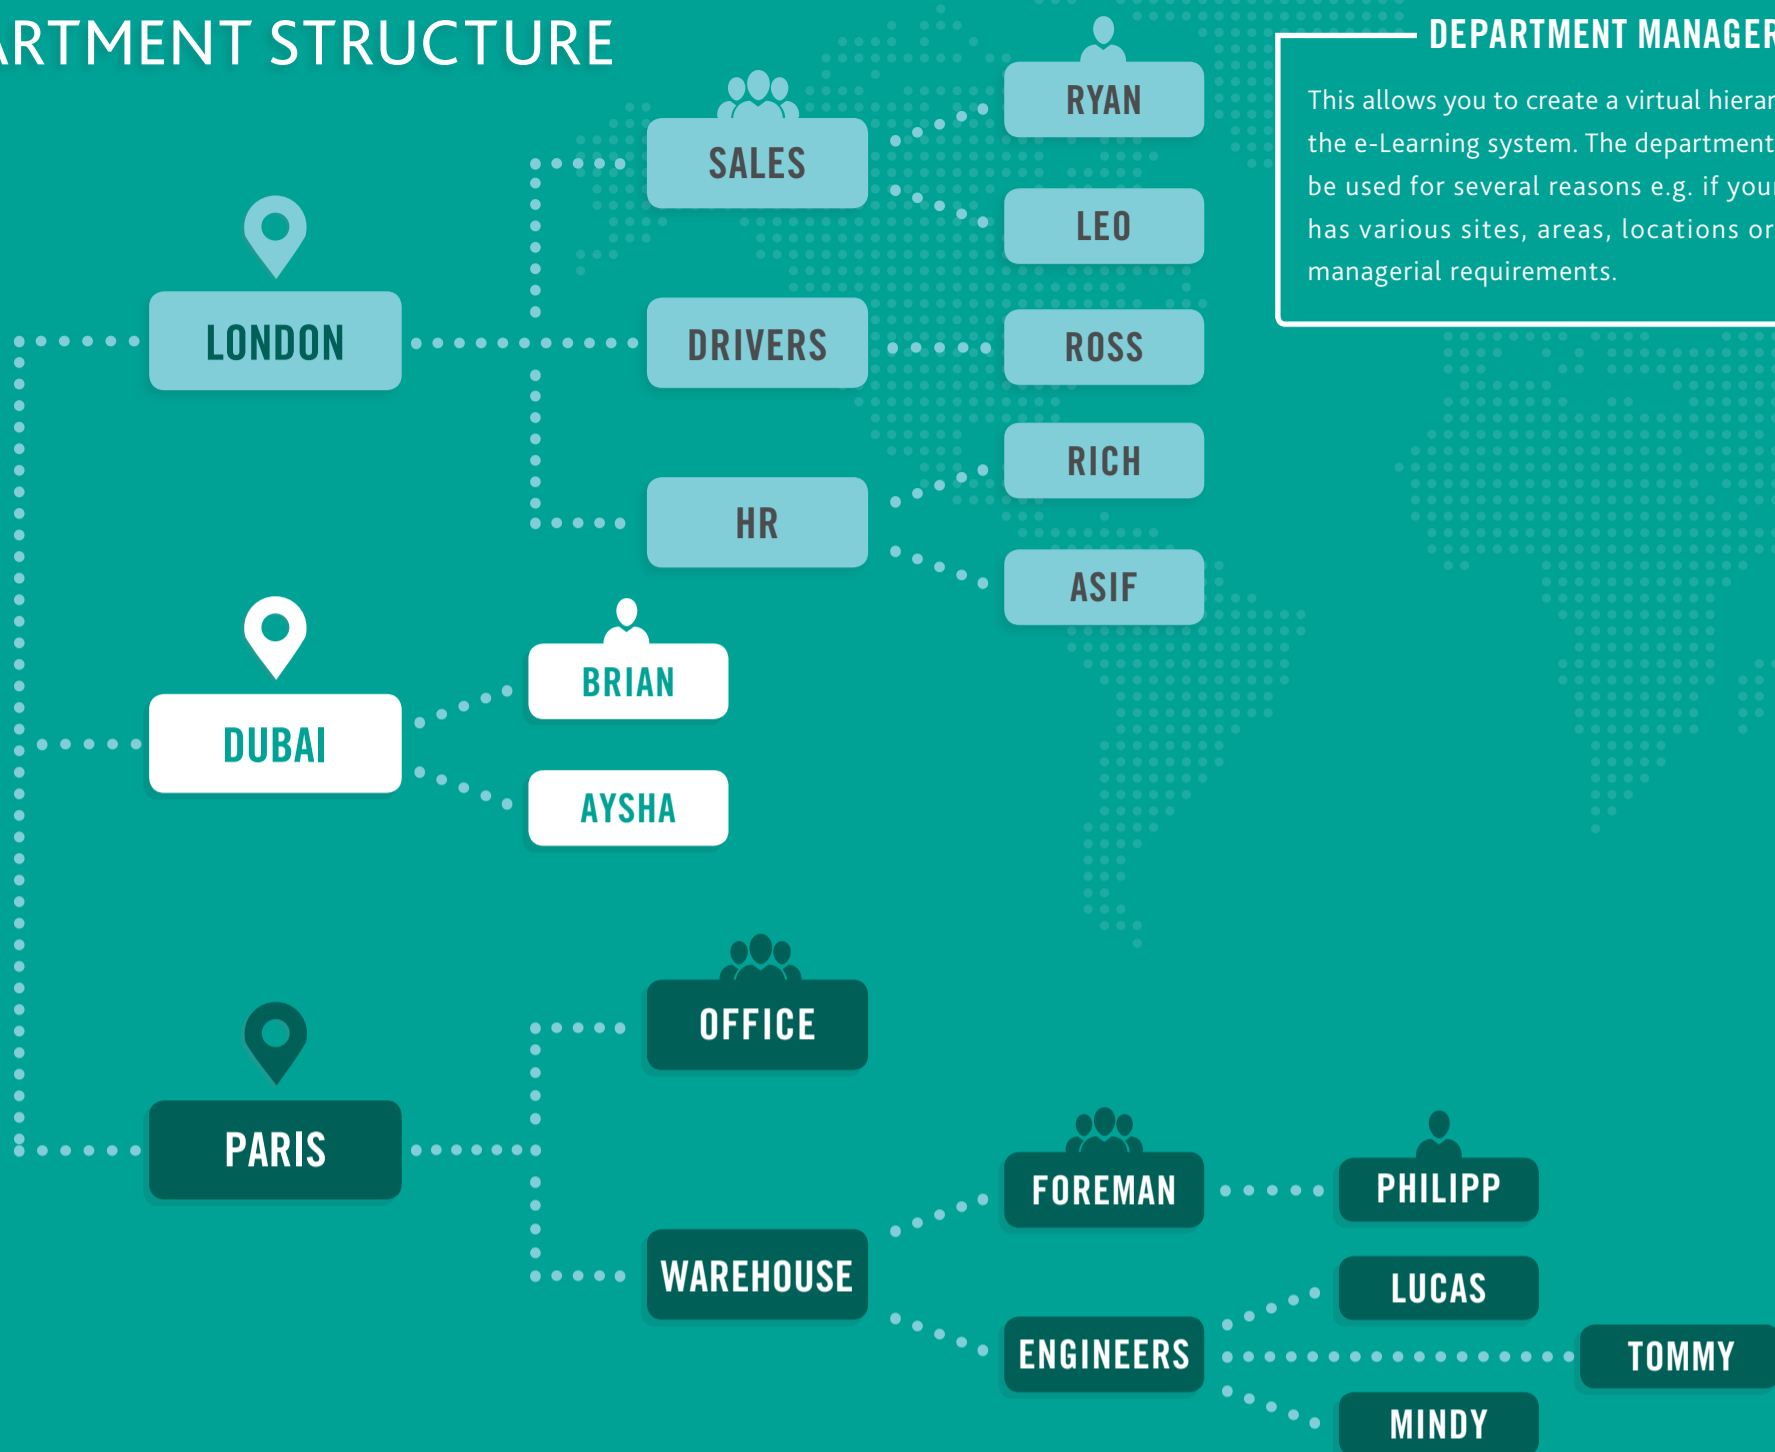 ARTMENT STRUCTURE
DEPARTMENT MANAGER
This allows you to create a virtual hierar
the e-Learning system. The department
be used for several reasons e.g. if your
has various sites, areas, locations or
managerial requirements.
LONDON
SALES
RYAN
LEO
DRIVERS
ROSS
HR
RICH
ASIF
DUBAI
BRIAN
AYSHA
PARIS
OFFICE
WAREHOUSE
FOREMAN
PHILIPP
ENGINEERS
LUCAS
TOMMY
MINDY